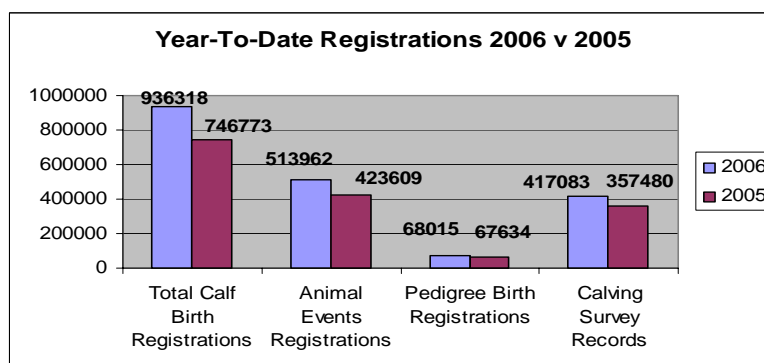 Year-To-Date Registrations 2006 v 2005
1000000
800000
600000
400000
200000
0
936318
746773
513962
423609
68015
67634
417083
357480
Total Calf
Birth
Registrations
Animal
Events
Registrations
Pedigree Birth
Registrations
Calving
Survey
Records
2006
2005